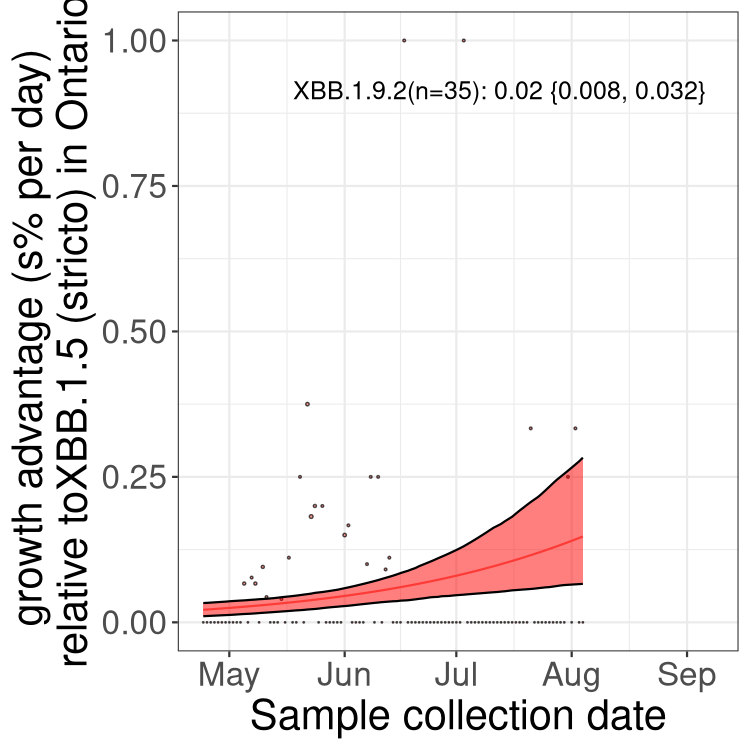 growth advantage (s% per day)
relative toXBB.1.5 (stricto) in Ontario
1.00
0.75
0.50
0.25
0.00
XBB.1.9.2(n=35): 0.02 {0.008, 0.032}
May Jun Jul Aug Sep
Sample collection date